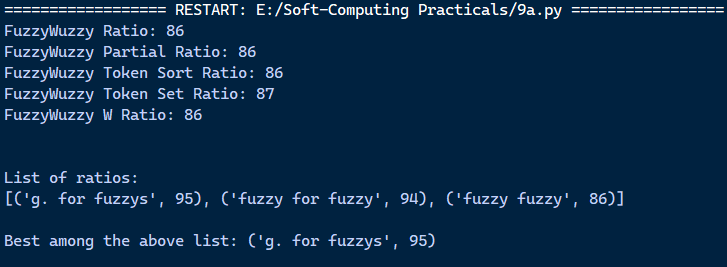 ================== RESTART: E:/Soft-Computing Practicals/9a.py =================
FuzzyWuzzy Ratio: 86
FuzzyWuzzy Partial Ratio: 86
FuzzyWuzzy Token Sort Ratio: 86
FuzzyWuzzy Token Set Ratio: 87
FuzzyWuzzy W Ratio: 86
List of ratios:
[('g. for fuzzys', 95), ('fuzzy for fuzzy', 94), ('fuzzy fuzzy', 86)]
Best among the above list: ('g. for fuzzys', 95)